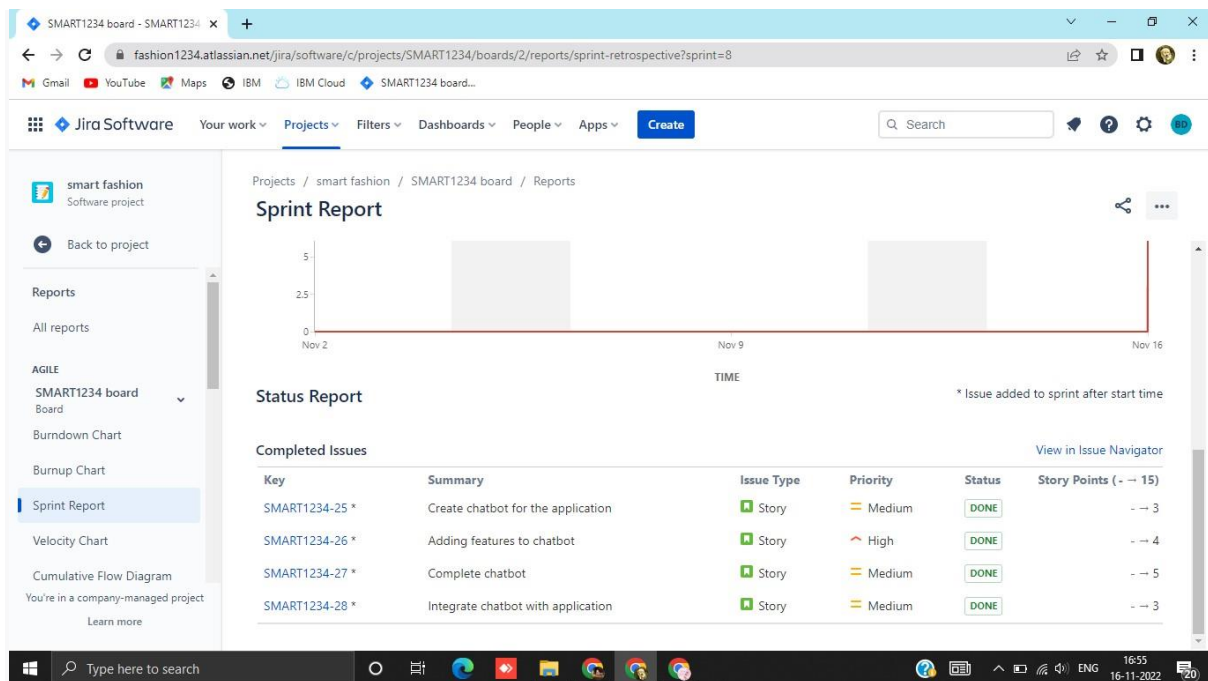 SMART1234 board - SMART1234
fashion1234.atlassian.net/jira/software/c/projects/SMART1234/boards/2/reports/sprint-retrospective?sprint=8
Gmail YouTube Maps IBM IBM Cloud SMART1234 board...
Jira Software Your work Projects Filters Dashboards People Apps Create Search BD
smart fashion
Software project
Back to project
Reports
All reports
AGILE
SMART1234 board
Board
Burndown Chart
Burnup Chart
Sprint Report
Velocity Chart
Cumulative Flow Diagram
You're in a company-managed project
Learn more
Projects / smart fashion / SMART1234 board / Reports
Sprint Report
5
2.5
0
Nov 2 Nov 9 Nov 16
TIME
Status Report * Issue added to sprint after start time
Completed Issues View in Issue Navigator
Key Summary Issue Type Priority Status Story Points (- → 15)
SMART1234-25 * Create chatbot for the application Story Medium DONE - → 3
SMART1234-26 * Adding features to chatbot Story High DONE - → 4
SMART1234-27 * Complete chatbot Story Medium DONE - → 5
SMART1234-28 * Integrate chatbot with application Story Medium DONE - → 3
Type here to search ENG 16:55
16-11-2022 20